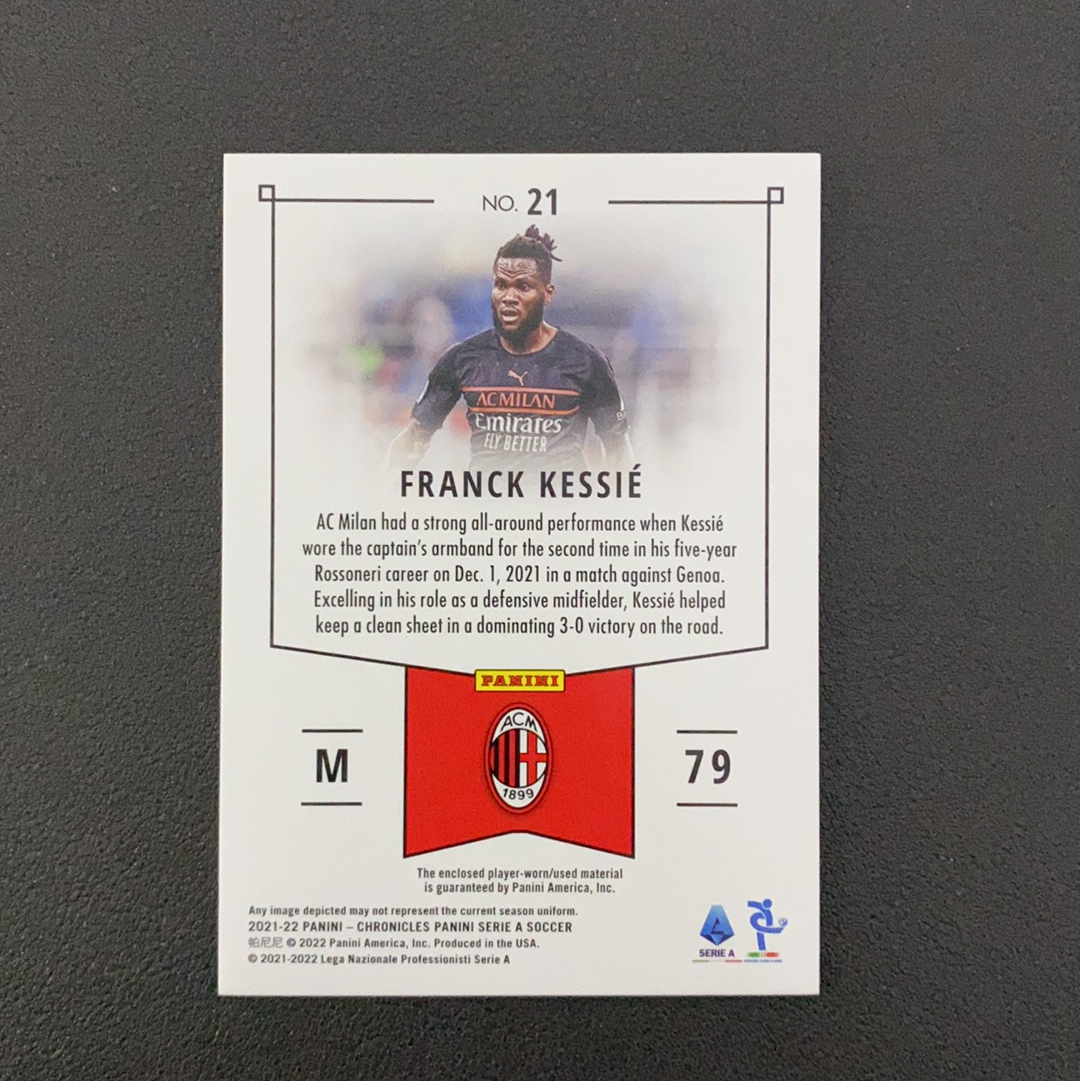 NO. 21
ACMILAN
Emirates
FLY BETTER
FRANCK KESSIÉ
AC Milan had a strong all-around performance when Kessié
wore the captain's armband for the second time in his five-year
Rossoneri career on Dec. 1, 2021 in a match against Genoa.
Excelling in his role as a defensive midfielder, Kessié helped
keep a clean sheet in a dominating 3-0 victory on the road.
PANINI
ACM
1899
M
79
The enclosed player-worn/used material
is guaranteed by Panini America, Inc.
Any image depicted may not represent the current season uniform.
2021-22 PANINI – CHRONICLES PANINI SERIE A SOCCER
帕尼尼 © 2022 Panini America, Inc. Produced in the USA.
© 2021-2022 Lega Nazionale Professionisti Serie A
SERIE A